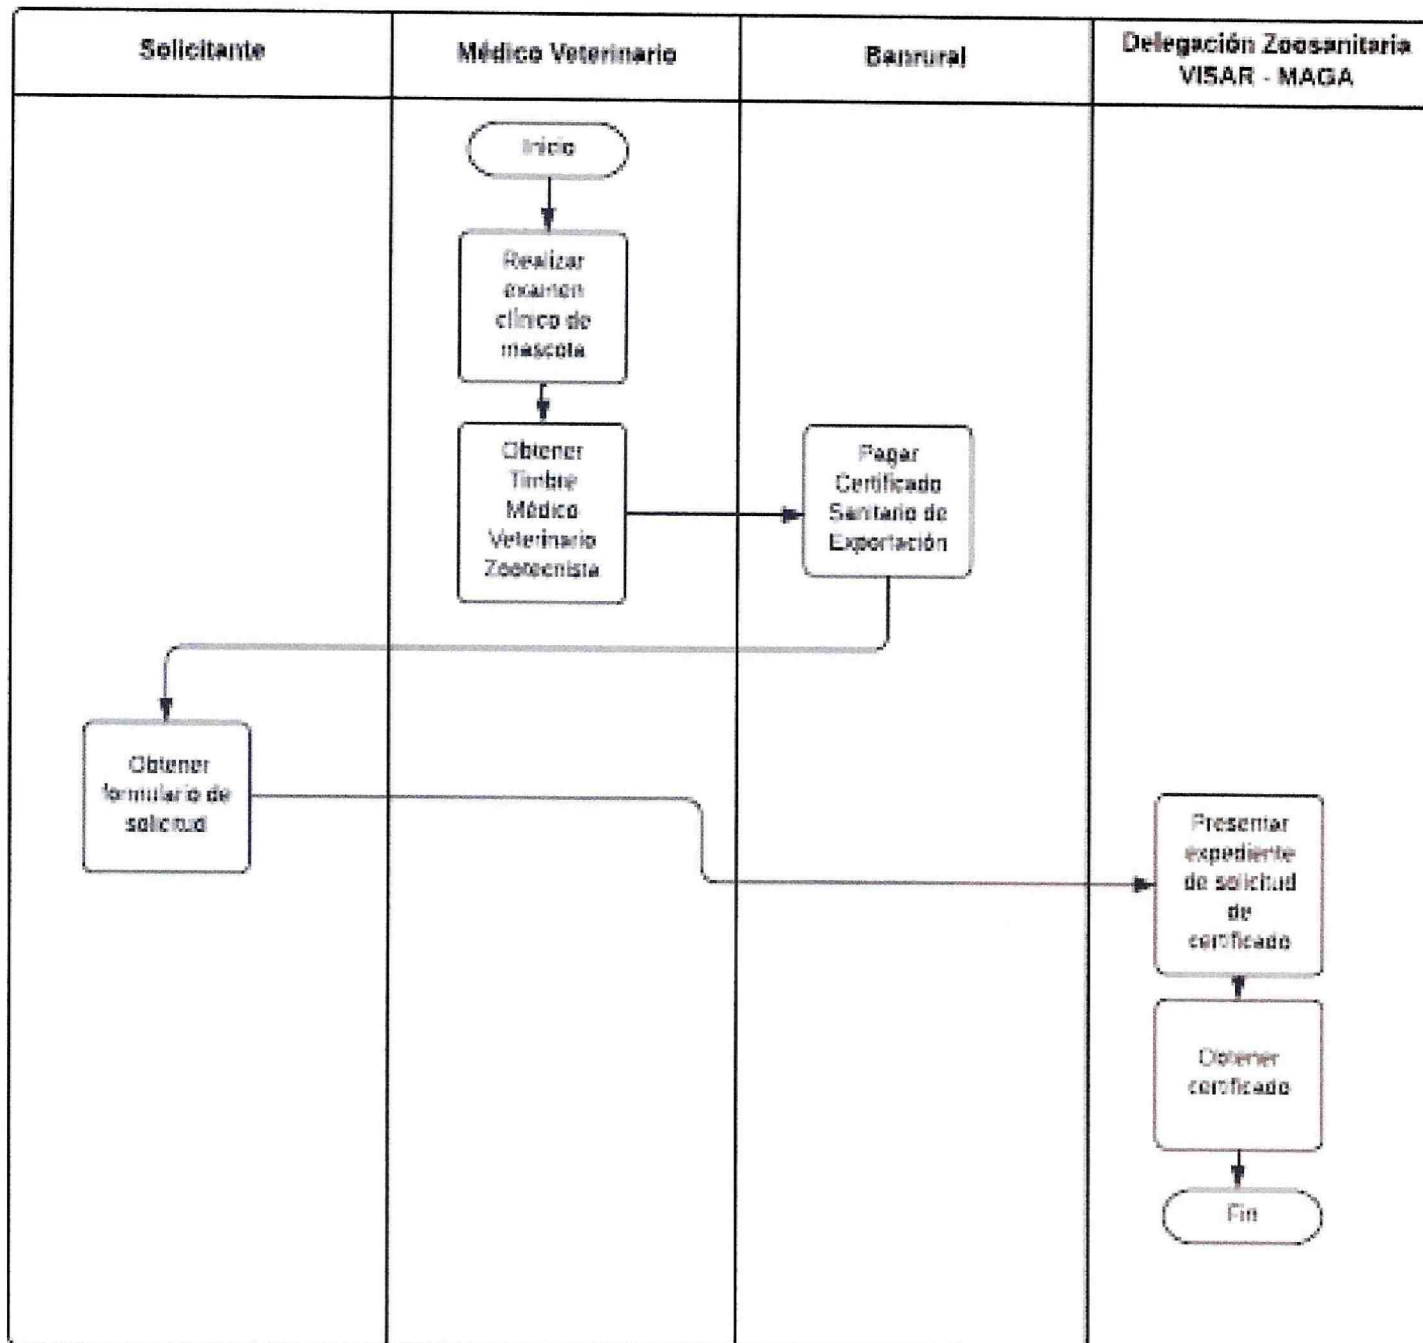 Solicitante
Médico Veterinario
Banrural
Delegación Zoosanitaria
VISAR - MAGA
Inicio
Realizar
examen
clínico de
mascota
Obtener
Timbre
Médico
Veterinario
Zootecnista
Pagar
Certificado
Sanitario de
Exportación
Obtener
formulario de
solicitud
Presentar
expediente
de solicitud
de
certificado
Obtener
certificado
Fin